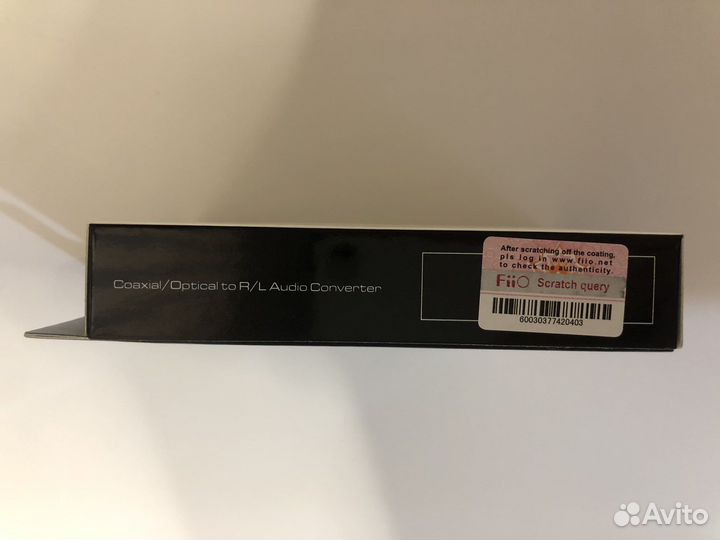 Coaxial/Optical to R/L Audio Converter
After scratching off the coating,
pls log in www.fiio.net
to check the authenticity.
FiiO Scratch query
60030377420403
Avito